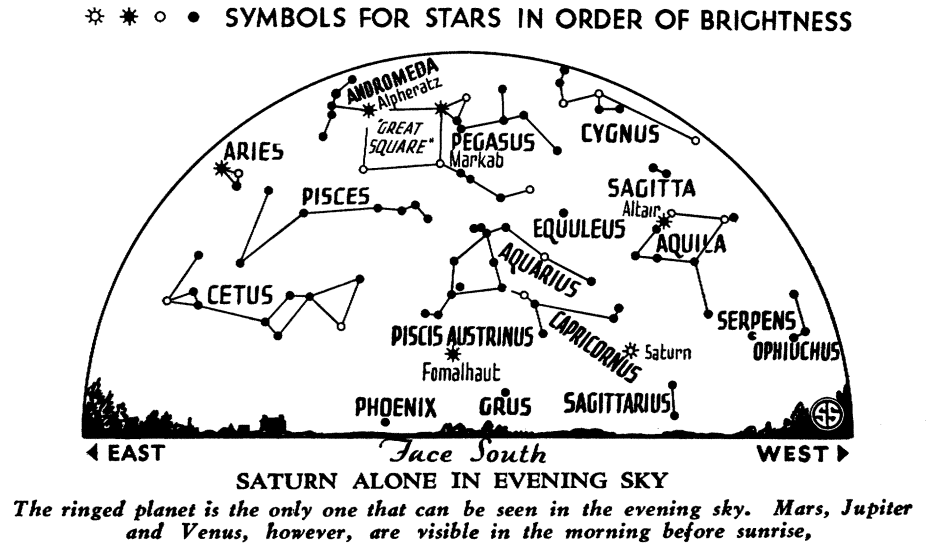 SYMBOLS FOR STARS IN ORDER OF BRIGHTNESS
ANDROMEDA
Alpheratz
"GREAT
SQUARE"
PEGASUS
Markab
CYGNUS
ARIES
PISCES
SAGITTA
Altair
EQUULEUS
AQUILA
AQUARIUS
CETUS
CAPRICORNUS
SERPENS
OPHIUCHUS
PISCIS AUSTRINUS
Saturn
Fomalhaut
PHOENIX
GRUS
SAGITTARIUS
SS
EAST
Face South
WEST
SATURN ALONE IN EVENING SKY
The ringed planet is the only one that can be seen in the evening sky. Mars, Jupiter
and Venus, however, are visible in the morning before sunrise,